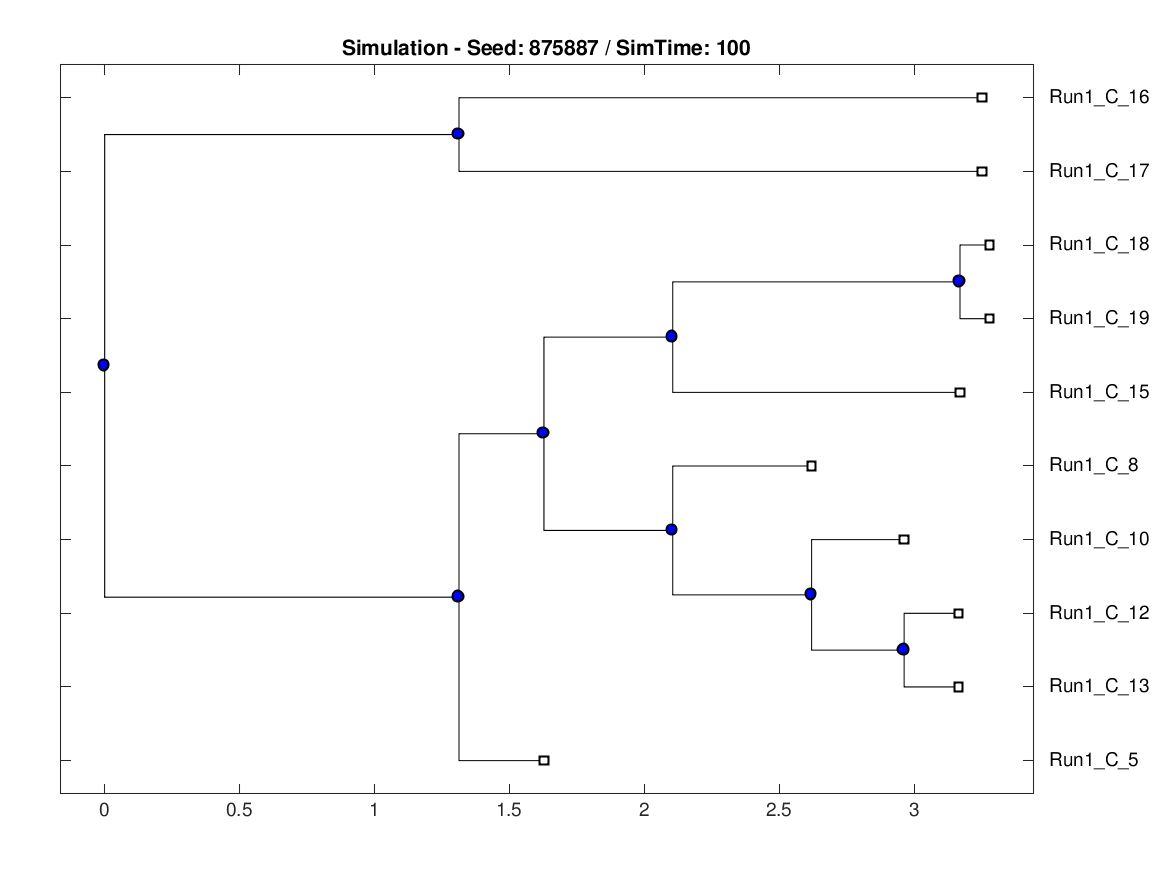 Simulation - Seed: 875887 / SimTime: 100
Run1_C_16
Run1_C_17
Run1_C_18
Run1_C_19
Run1_C_15
Run1_C_8
Run1_C_10
Run1_C_12
Run1_C_13
Run1_C_5
0 0.5 1 1.5 2 2.5 3